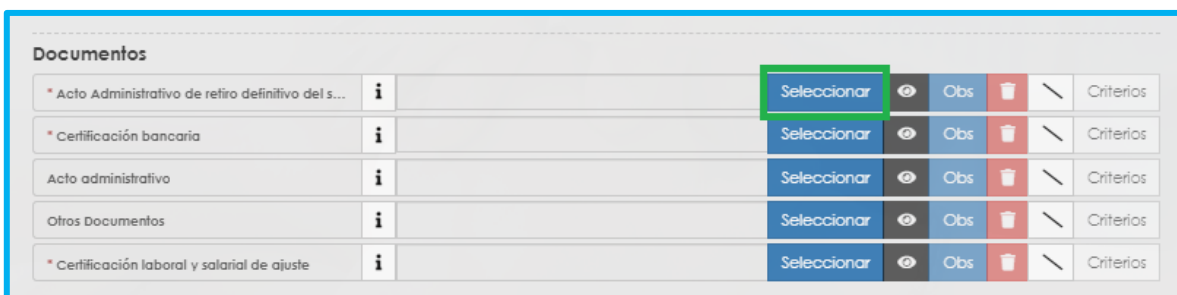 Documentos
* Acto Administrativo de retiro definitivo del s... i Seleccionar Obs Criterios
* Certificación bancaria i Seleccionar Obs Criterios
Acto administrativo i Seleccionar Obs Criterios
Otros Documentos i Seleccionar Obs Criterios
* Certificación laboral y salarial de ajuste i Seleccionar Obs Criterios